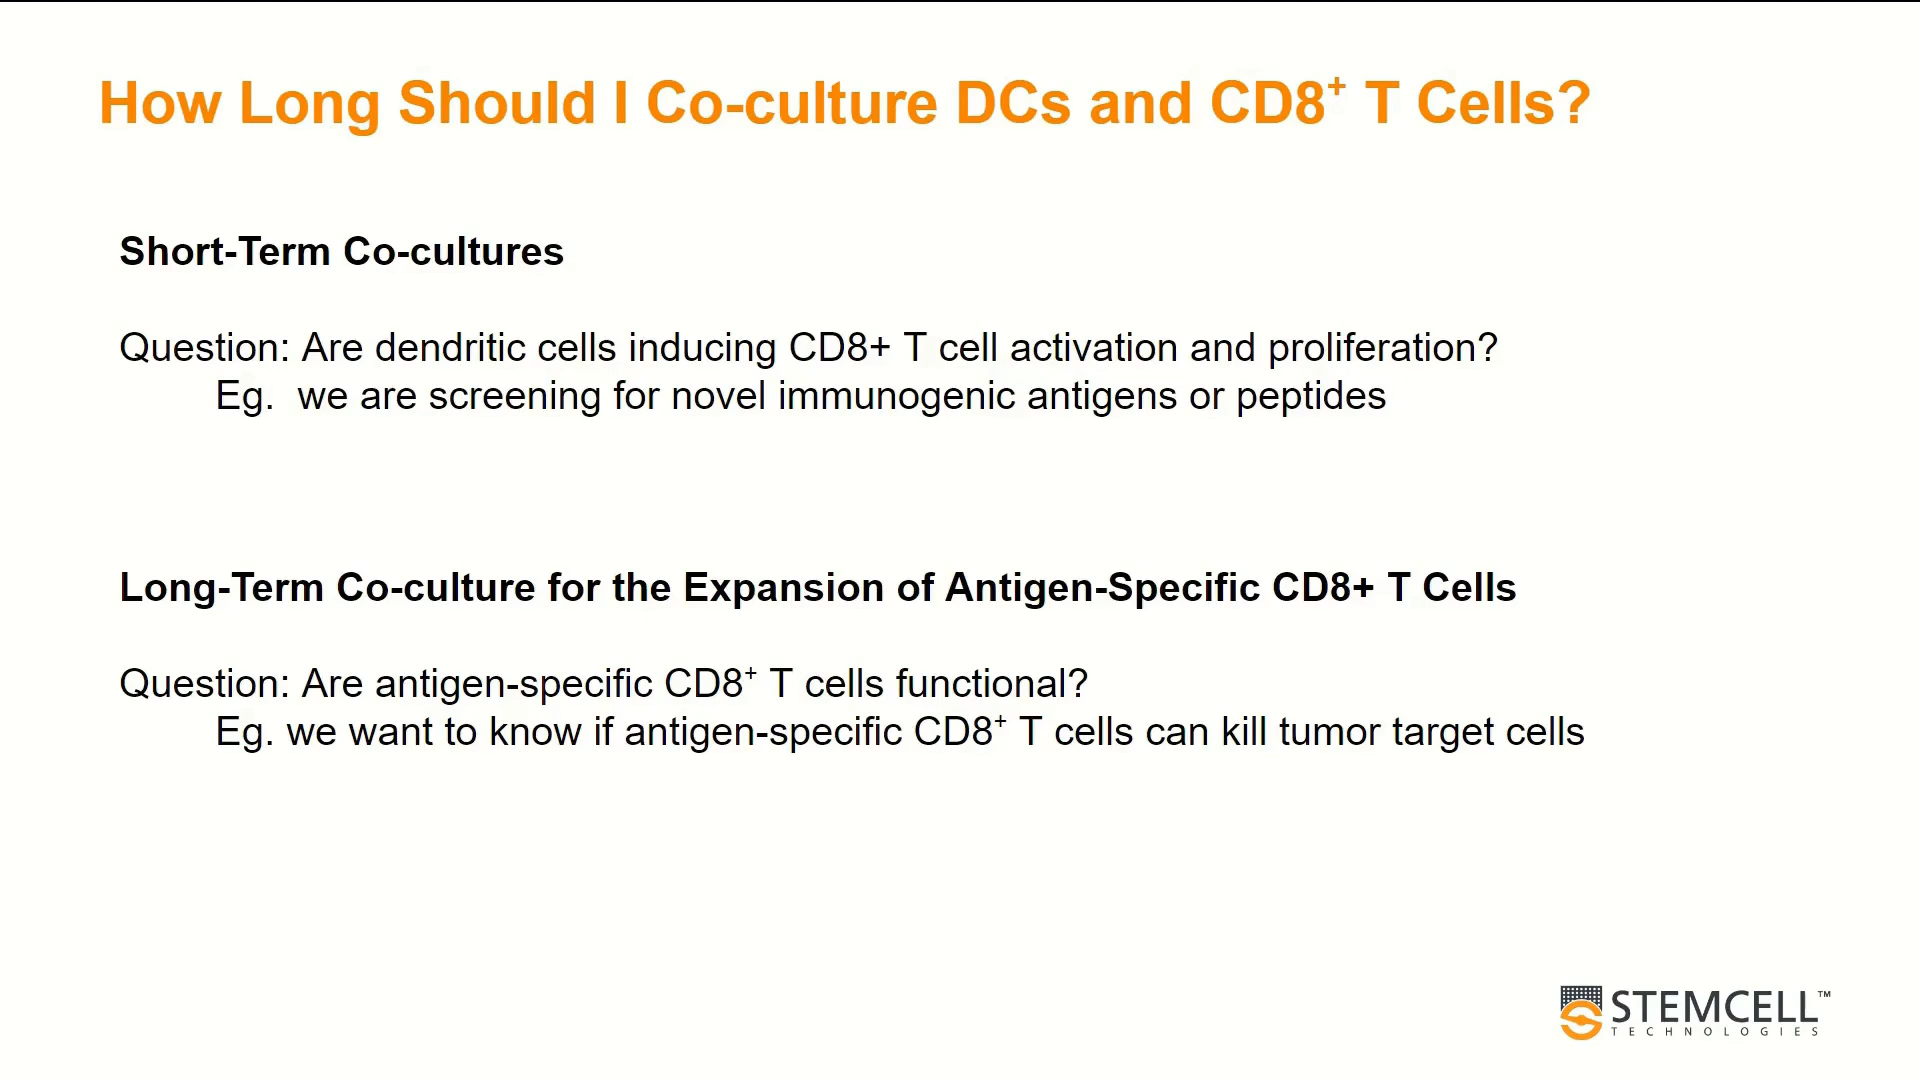 How Long Should I Co-culture DCs and CD8⁺ T Cells?
Short-Term Co-cultures
Question: Are dendritic cells inducing CD8+ T cell activation and proliferation?
Eg.  we are screening for novel immunogenic antigens or peptides
Long-Term Co-culture for the Expansion of Antigen-Specific CD8+ T Cells
Question: Are antigen-specific CD8⁺ T cells functional?
Eg. we want to know if antigen-specific CD8⁺ T cells can kill tumor target cells
STEMCELL™
TECHNOLOGIES